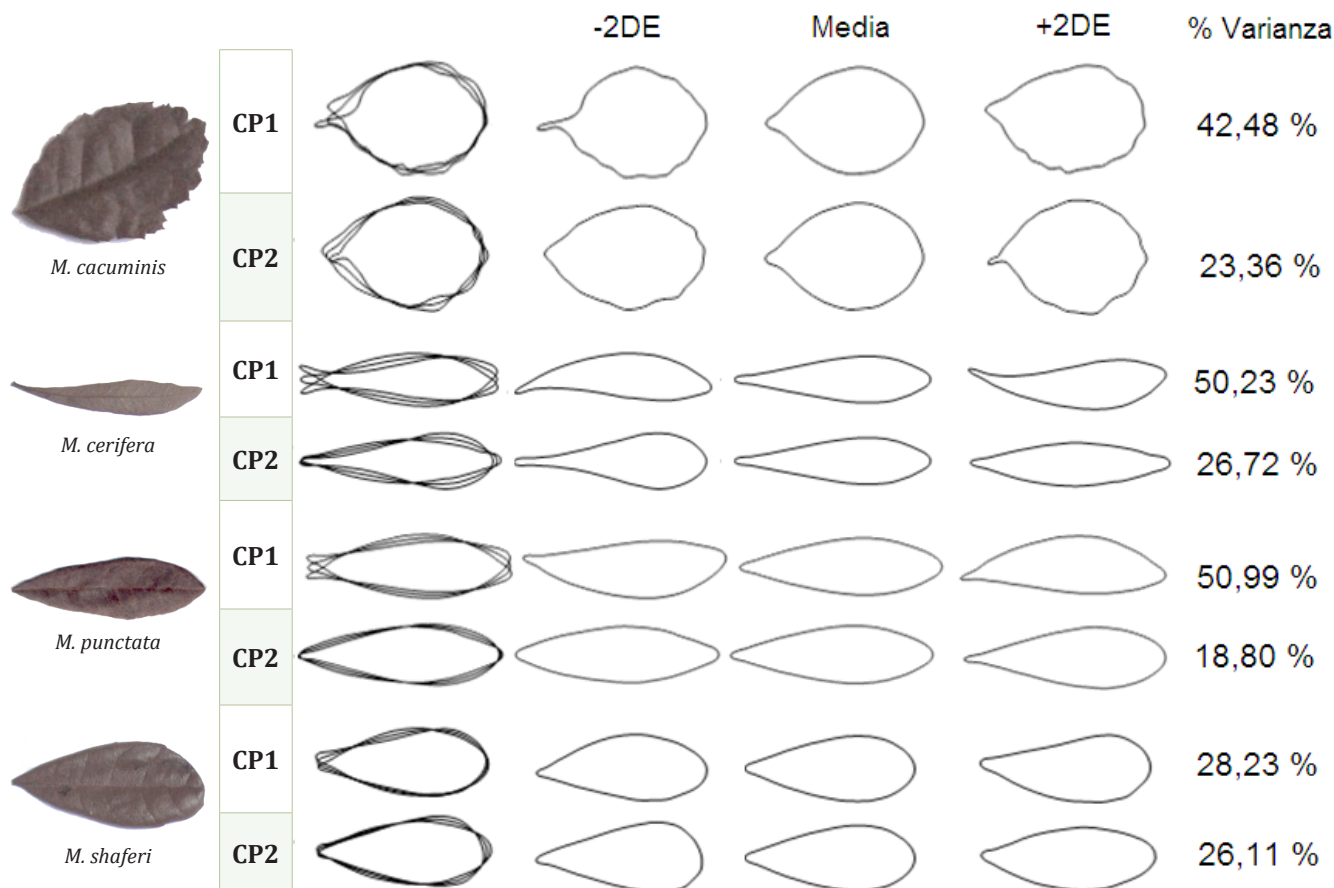 -2DE Media +2DE % Varianza
CP1 42,48 %
CP2 23,36 %
M. cacuminis
CP1 50,23 %
M. cerifera
CP2 26,72 %
CP1 50,99 %
M. punctata
CP2 18,80 %
CP1 28,23 %
CP2 26,11 %
M. shaferi